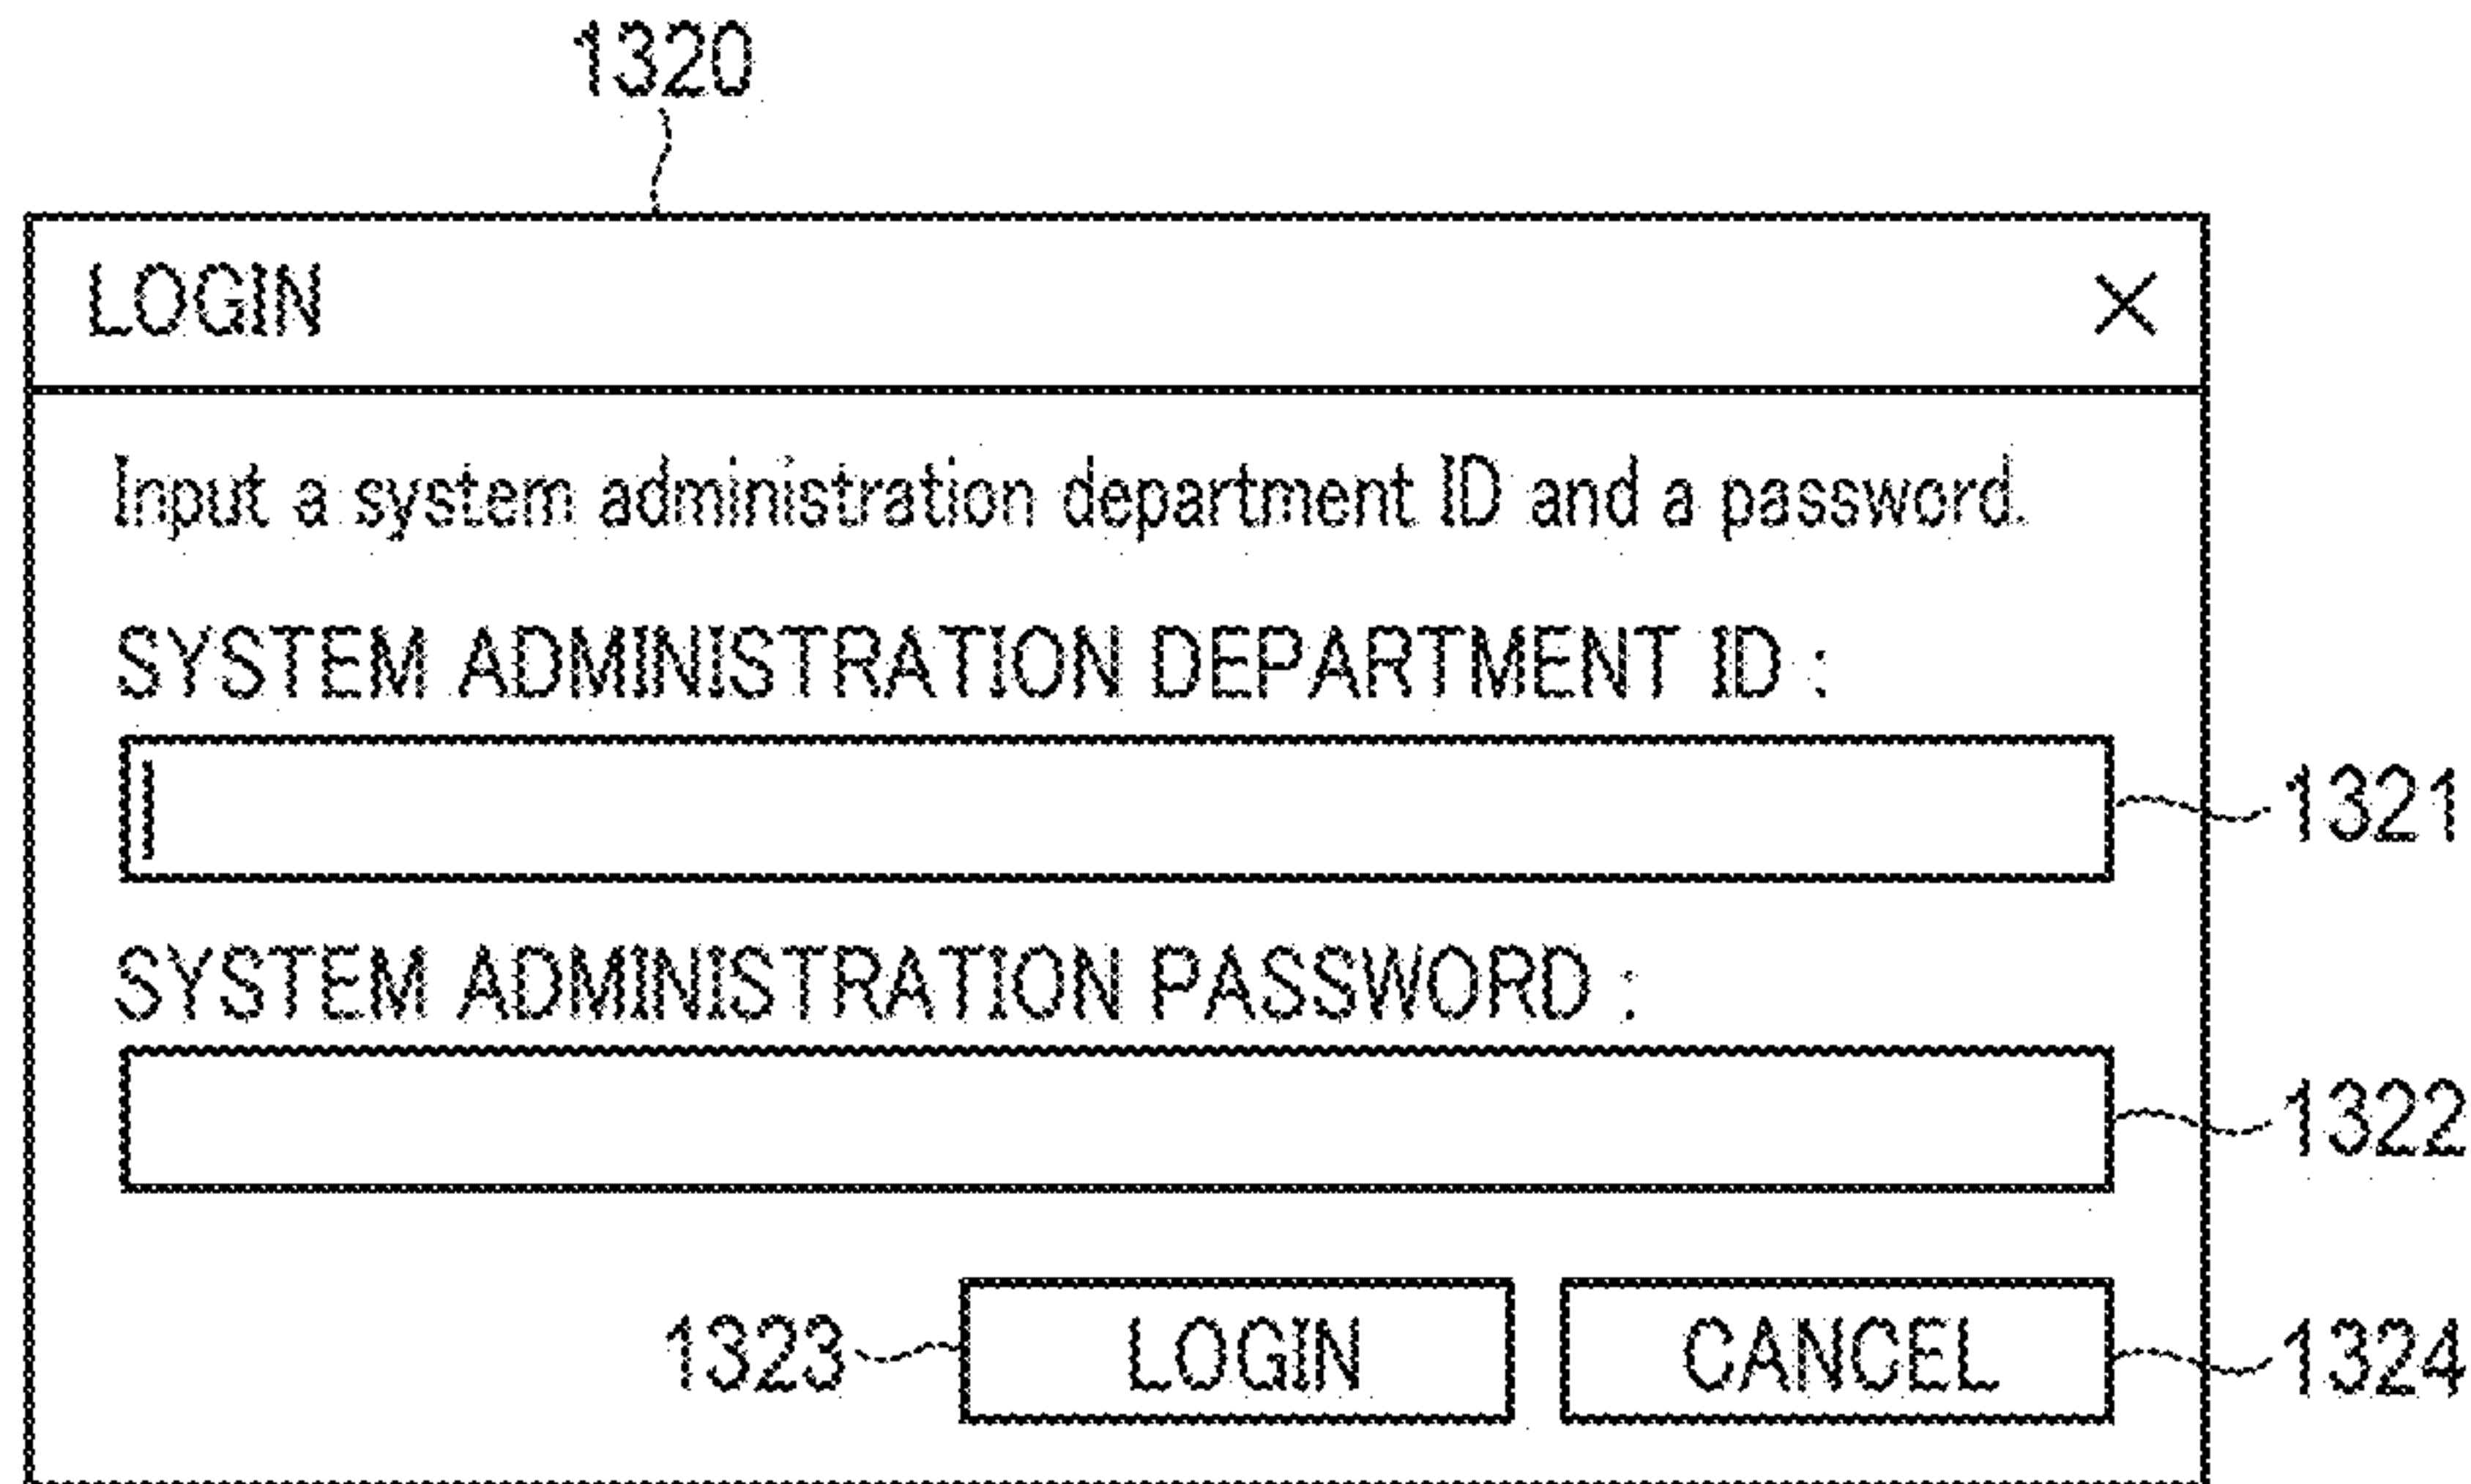 1320
LOGIN ×
Input a system administration department ID and a password.
SYSTEM ADMINISTRATION DEPARTMENT ID :
1321
SYSTEM ADMINISTRATION PASSWORD :
1322
1323 LOGIN CANCEL 1324